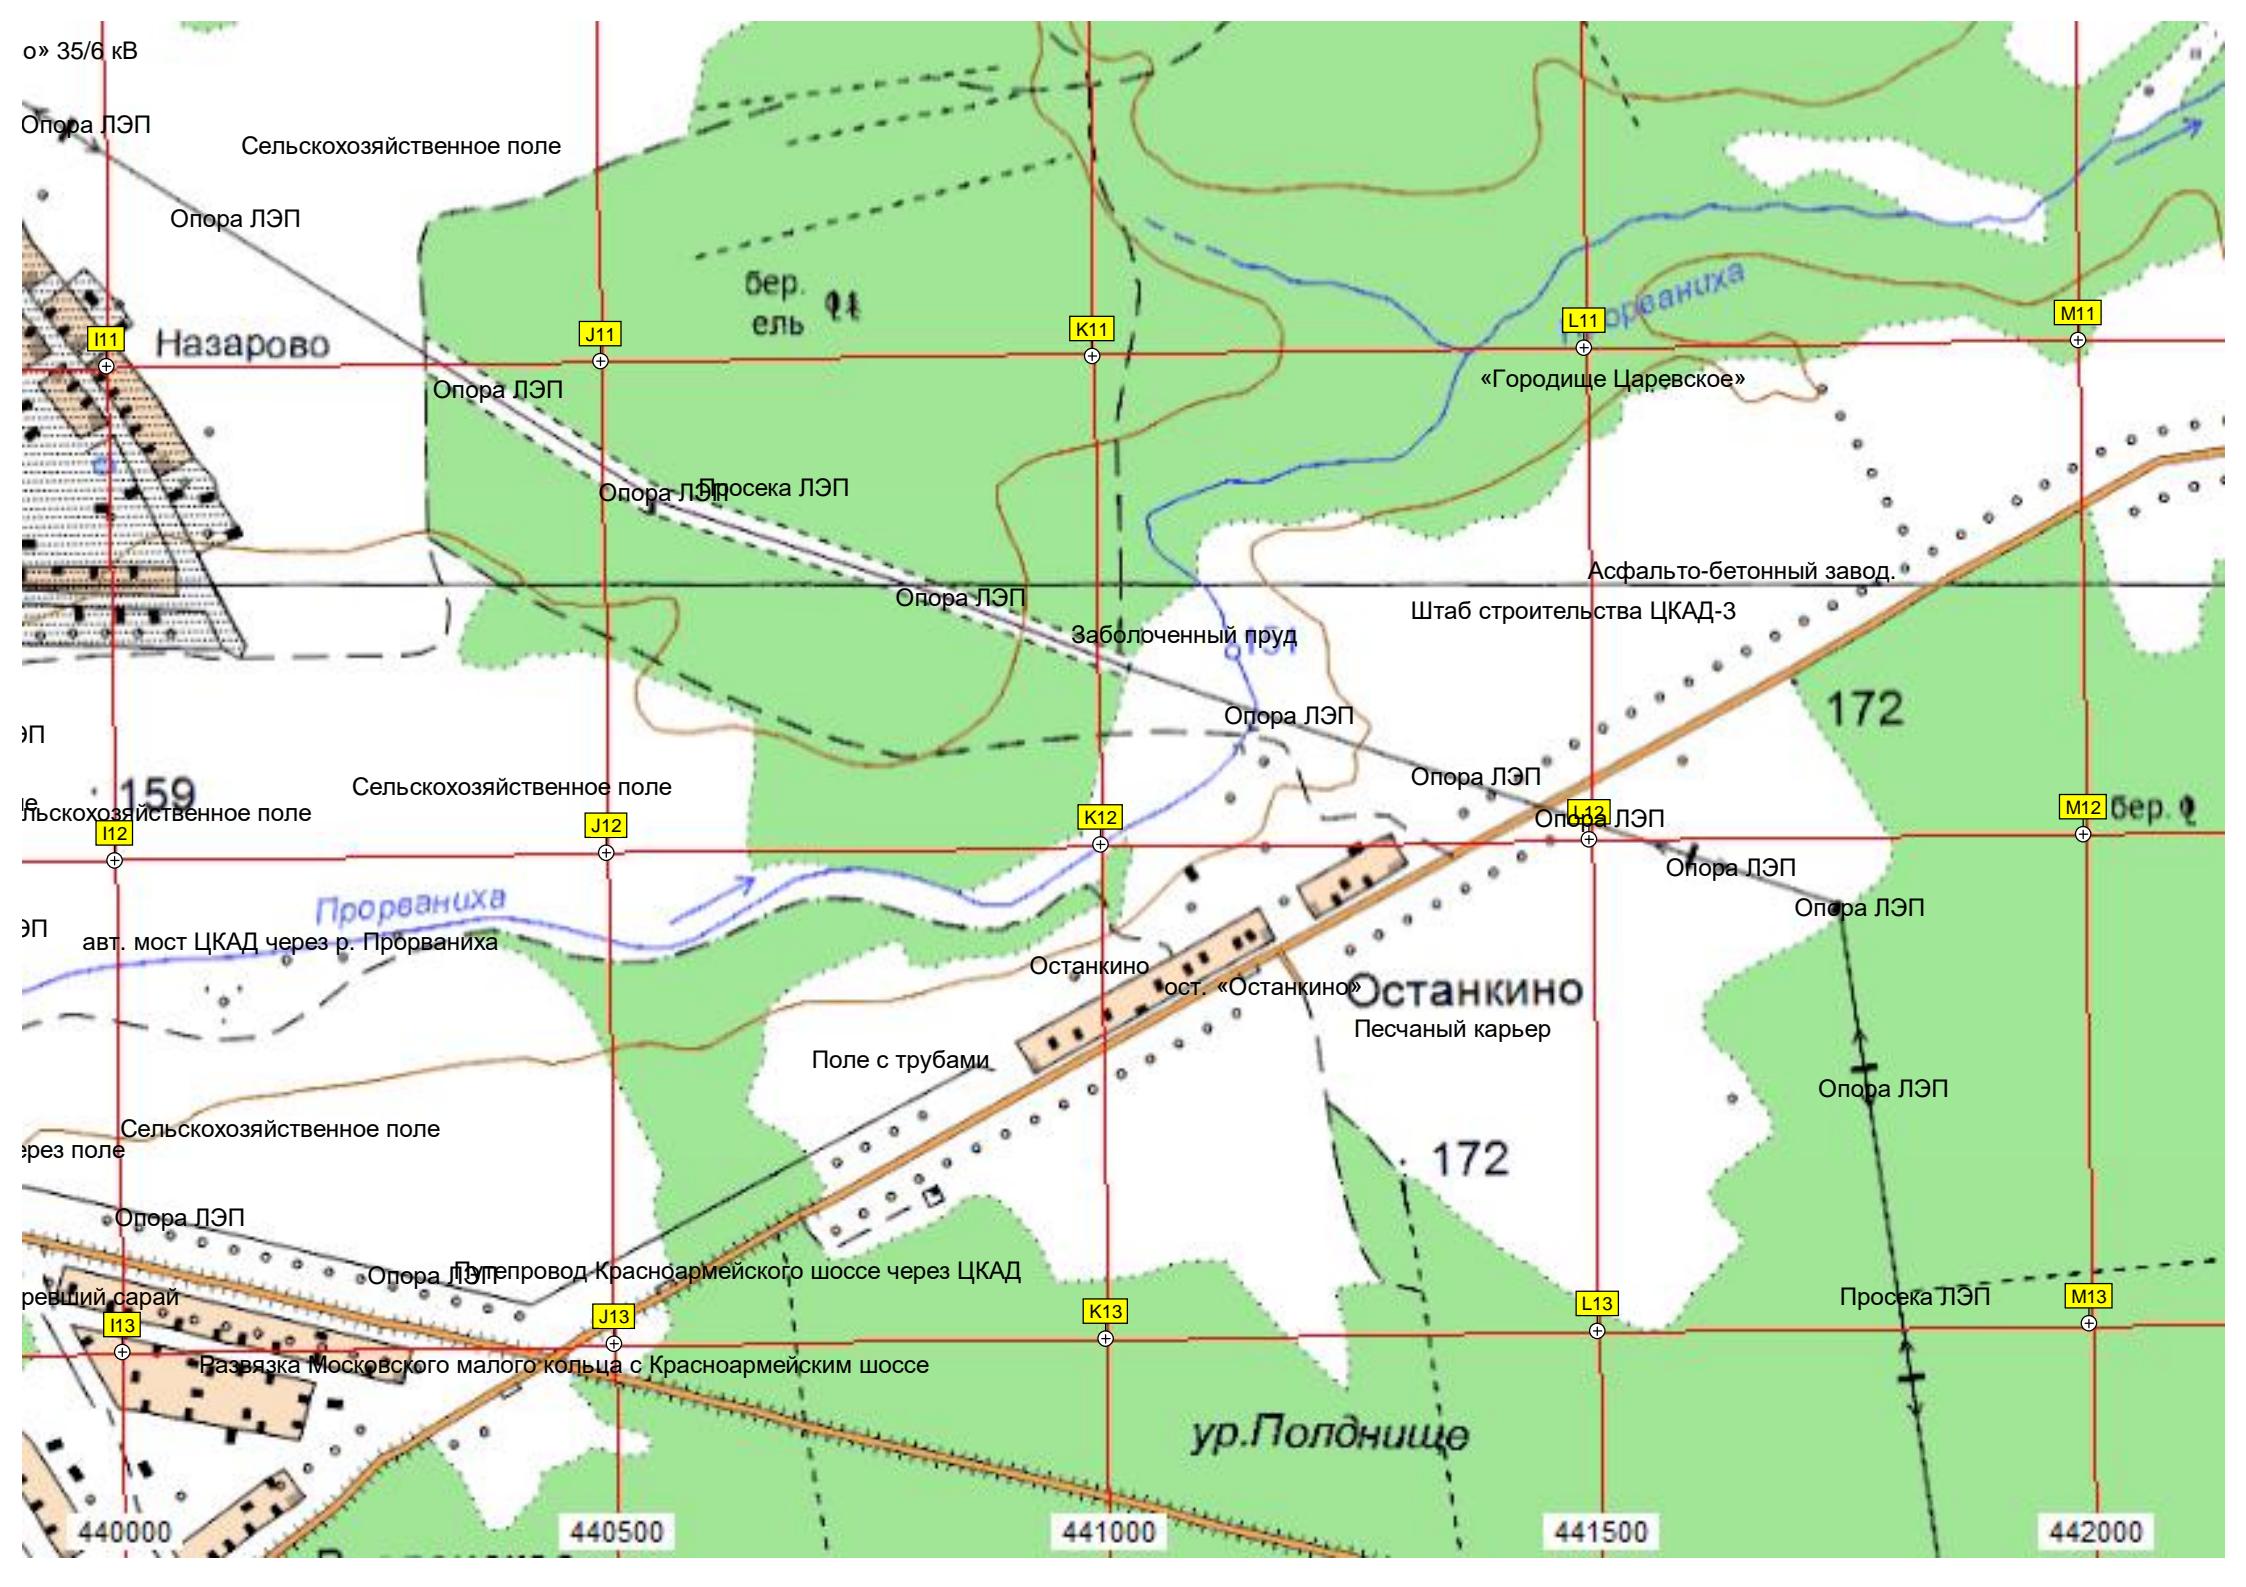 о» 35/6 кВ
Опора ЛЭП
Сельскохозяйственное поле
Опора ЛЭП
бер.
ель
Прорваниха
I11
Назарово
J11
K11
L11
M11
Опора ЛЭП
«Городище Царевское»
Опора ЛЭП
Просека ЛЭП
Асфальто-бетонный завод.
Опора ЛЭП
Штаб строительства ЦКАД-3
Заболоченный пруд
151
172
Опора ЛЭП
ЭП
Опора ЛЭП
159
Сельскохозяйственное поле
ле
льскохозяйственное поле
I12
J12
K12
L12
Опора ЛЭП
M12
бер.
Опора ЛЭП
Прорваниха
Опора ЛЭП
ЭП
авт. мост ЦКАД через р. Прорваниха
Останкино
ост. «Останкино»
Останкино
Песчаный карьер
Поле с трубами
Опора ЛЭП
Сельскохозяйственное поле
ерез поле
172
Опора ЛЭП
Опора ЛЭП
Путепровод Красноармейского шоссе через ЦКАД
ревший сарай
Просека ЛЭП
I13
J13
K13
L13
M13
Развязка Московского малого кольца с Красноармейским шоссе
ур.Полднище
440000
440500
441000
441500
442000